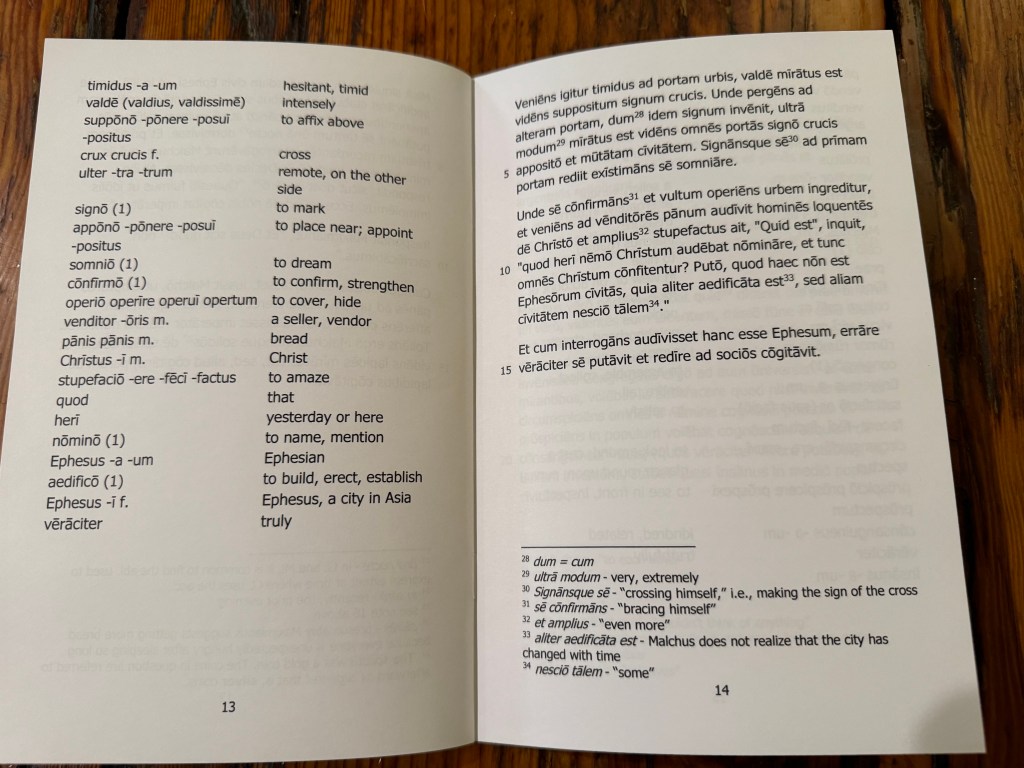 timidus -a -um hesitant, timid
valdē (valdius, valdissimē) intensely
suppōnō -pōnere -posuī to affix above
-positus
crux crucis f. cross
ulter -tra -trum remote, on the other
side
signō (1) to mark
appōnō -pōnere -posuī to place near; appoint
-positus
somniō (1) to dream
cōnfirmō (1) to confirm, strengthen
operiō operīre operuī opertum to cover, hide
venditor -ōris m. a seller, vendor
pānis pānis m. bread
Chrīstus -ī m. Christ
stupefaciō -ere -fēcī -factus to amaze
quod that
herī yesterday or here
nōminō (1) to name, mention
Ephesus -a -um Ephesian
aedificō (1) to build, erect, establish
Ephesus -ī f. Ephesus, a city in Asia
vērāciter truly
13
Veniēns igitur timidus ad portam urbis, valdē mīrātus est
vidēns suppositum signum crucis. Unde pergēns ad
alteram portam, dum²⁸ idem signum invēnit, ultrā
modum²⁹ mīrātus est vidēns omnēs portās signō crucis
5 appositō et mūtātam cīvitātem. Signānsque sē³⁰ ad prīmam
portam rediit exīstimāns sē somniāre.
Unde sē cōnfirmāns³¹ et vultum operiēns urbem ingreditur,
et veniēns ad vēnditōrēs pānum audīvit hominēs loquentēs
dē Chrīstō et amplius³² stupefactus ait, "Quid est", inquit,
10 "quod herī nēmō Chrīstum audēbat nōmināre, et tunc
omnēs Chrīstum cōnfitentur? Putō, quod haec nōn est
Ephesōrum cīvitās, quia aliter aedificāta est³³, sed aliam
cīvitātem nesciō tālem³⁴."
Et cum interrogāns audīvisset hanc esse Ephesum, errāre
15 vērāciter sē putāvit et redīre ad sociōs cōgitāvit.
²⁸ dum = cum
²⁹ ultrā modum - very, extremely
³⁰ Signānsque sē - “crossing himself,” i.e., making the sign of the cross
³¹ sē cōnfirmāns - “bracing himself”
³² et amplius - “even more”
³³ aliter aedificāta est - Malchus does not realize that the city has
changed with time
³⁴ nesciō tālem - “some”
14